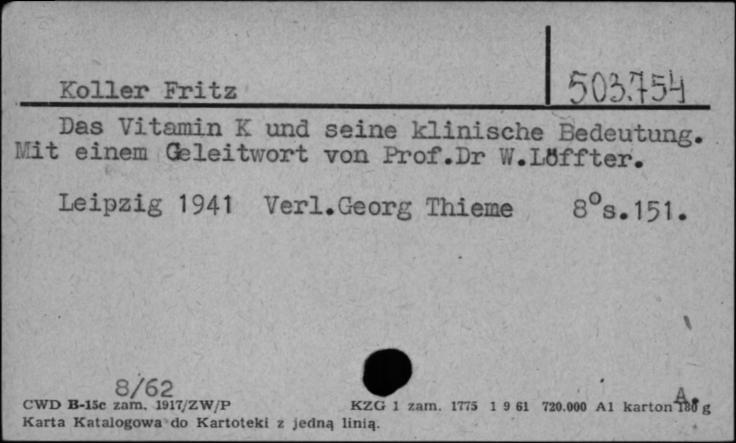 Koller Fritz
503.754
Das Vitamin K und seine klinische Bedeutung.
Mit einem Geleitwort von Prof.Dr W.Löffter.
Leipzig 1941 Verl.Georg Thieme 8°s.151.
8/62
A.
CWD B-15c zam. 1917/ZW/P KZG 1 zam. 1775 1 9 61 720.000 A1 karton 180 g
Karta Katalogowa do Kartoteki z jedną linią.